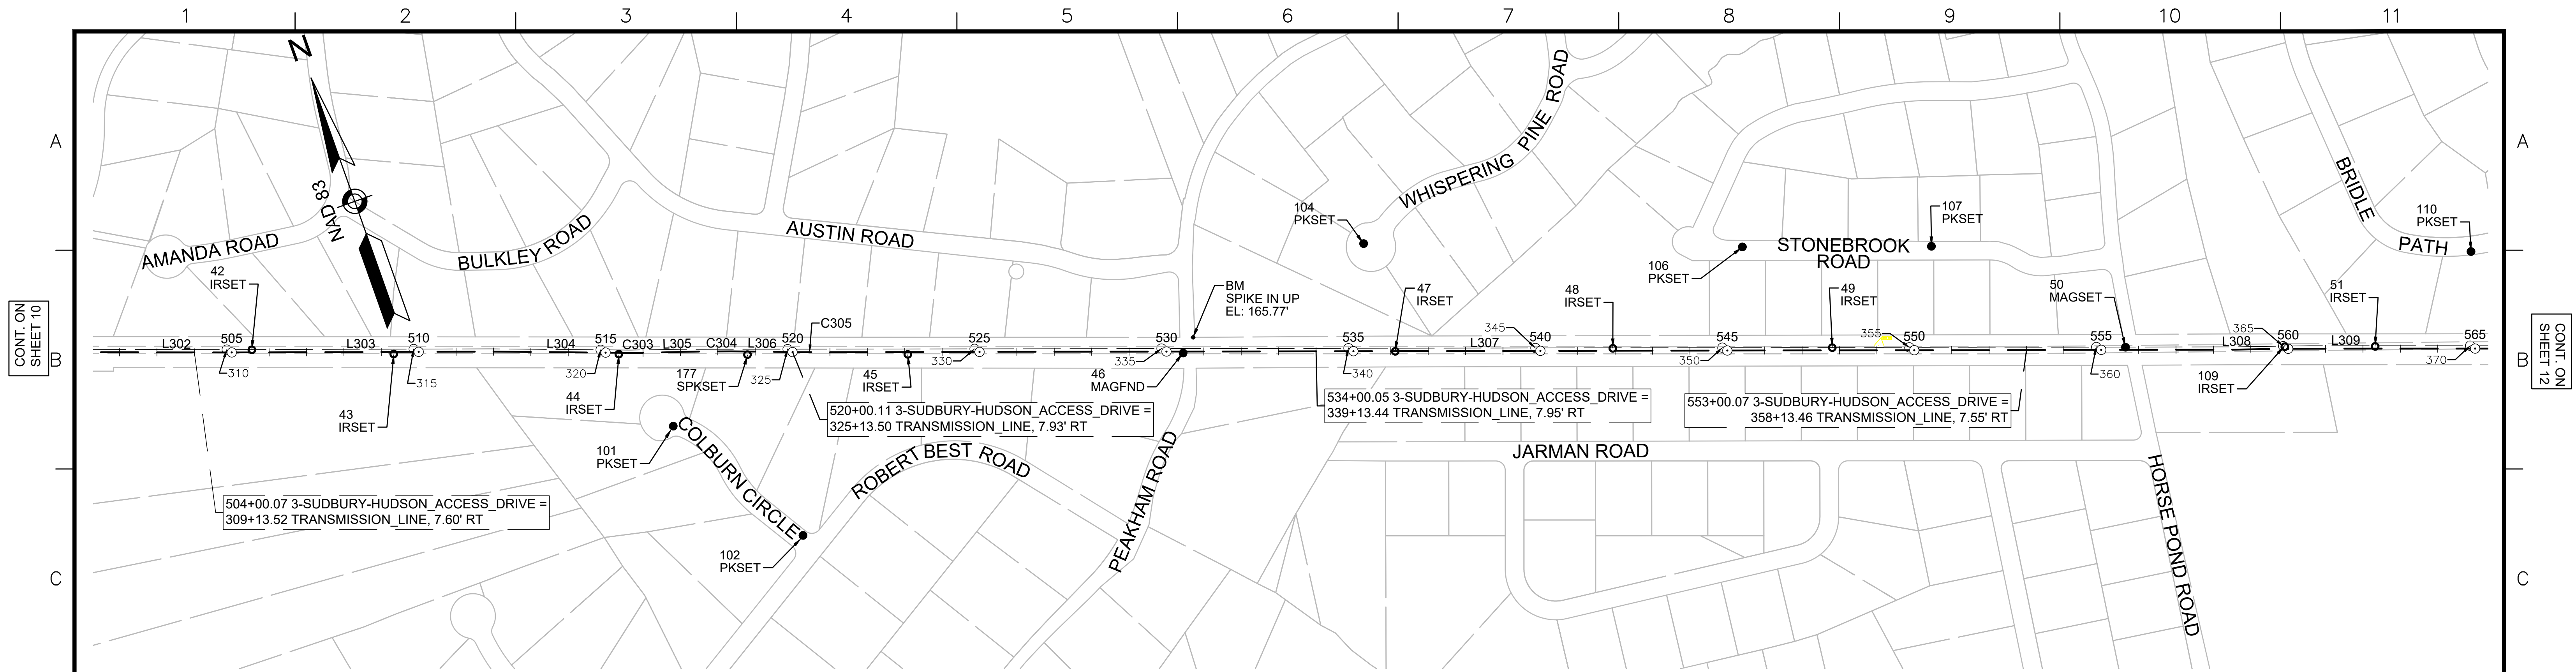 1 2 3 4 5 6 7 8 9 10 11
N
NAD 83
A
A
B
B
C
C
CONT. ON
SHEET 10
CONT. ON
SHEET 12
AMANDA ROAD
BULKLEY ROAD
AUSTIN ROAD
WHISPERING PINE ROAD
STONEBROOK
ROAD
BRIDLE PATH
104
PKSET
107
PKSET
110
PKSET
106
PKSET
42
IRSET
BM
SPIKE IN UP
EL: 165.77'
47
IRSET
48
IRSET
49
IRSET
50
MAGSET
51
IRSET
C305
L302 505 L303 510 L304 515 C303 L305 C304 L306 520 525 530 535 L307 540 545 550 555 L308 560 L309 565
310 315 320 325 330 335 340 345 350 355 360 365 370
43
IRSET
44
IRSET
177
SPKSET
45
IRSET
46
MAGFND
109
IRSET
520+00.11 3-SUDBURY-HUDSON_ACCESS_DRIVE =
325+13.50 TRANSMISSION_LINE, 7.93' RT
534+00.05 3-SUDBURY-HUDSON_ACCESS_DRIVE =
339+13.44 TRANSMISSION_LINE, 7.95' RT
553+00.07 3-SUDBURY-HUDSON_ACCESS_DRIVE =
358+13.46 TRANSMISSION_LINE, 7.55' RT
101
PKSET
COLBURN CIRCLE
ROBERT BEST ROAD
PEAKHAM ROAD
JARMAN ROAD
HORSE POND ROAD
504+00.07 3-SUDBURY-HUDSON_ACCESS_DRIVE =
309+13.52 TRANSMISSION_LINE, 7.60' RT
102
PKSET